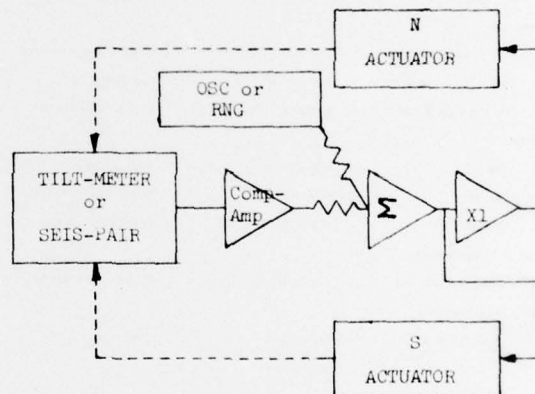 N
ACTUATOR
OSC or
RNG
TILT-METER
or
SEIS-PAIR
Comp-
Amp
Σ
X1
S
ACTUATOR